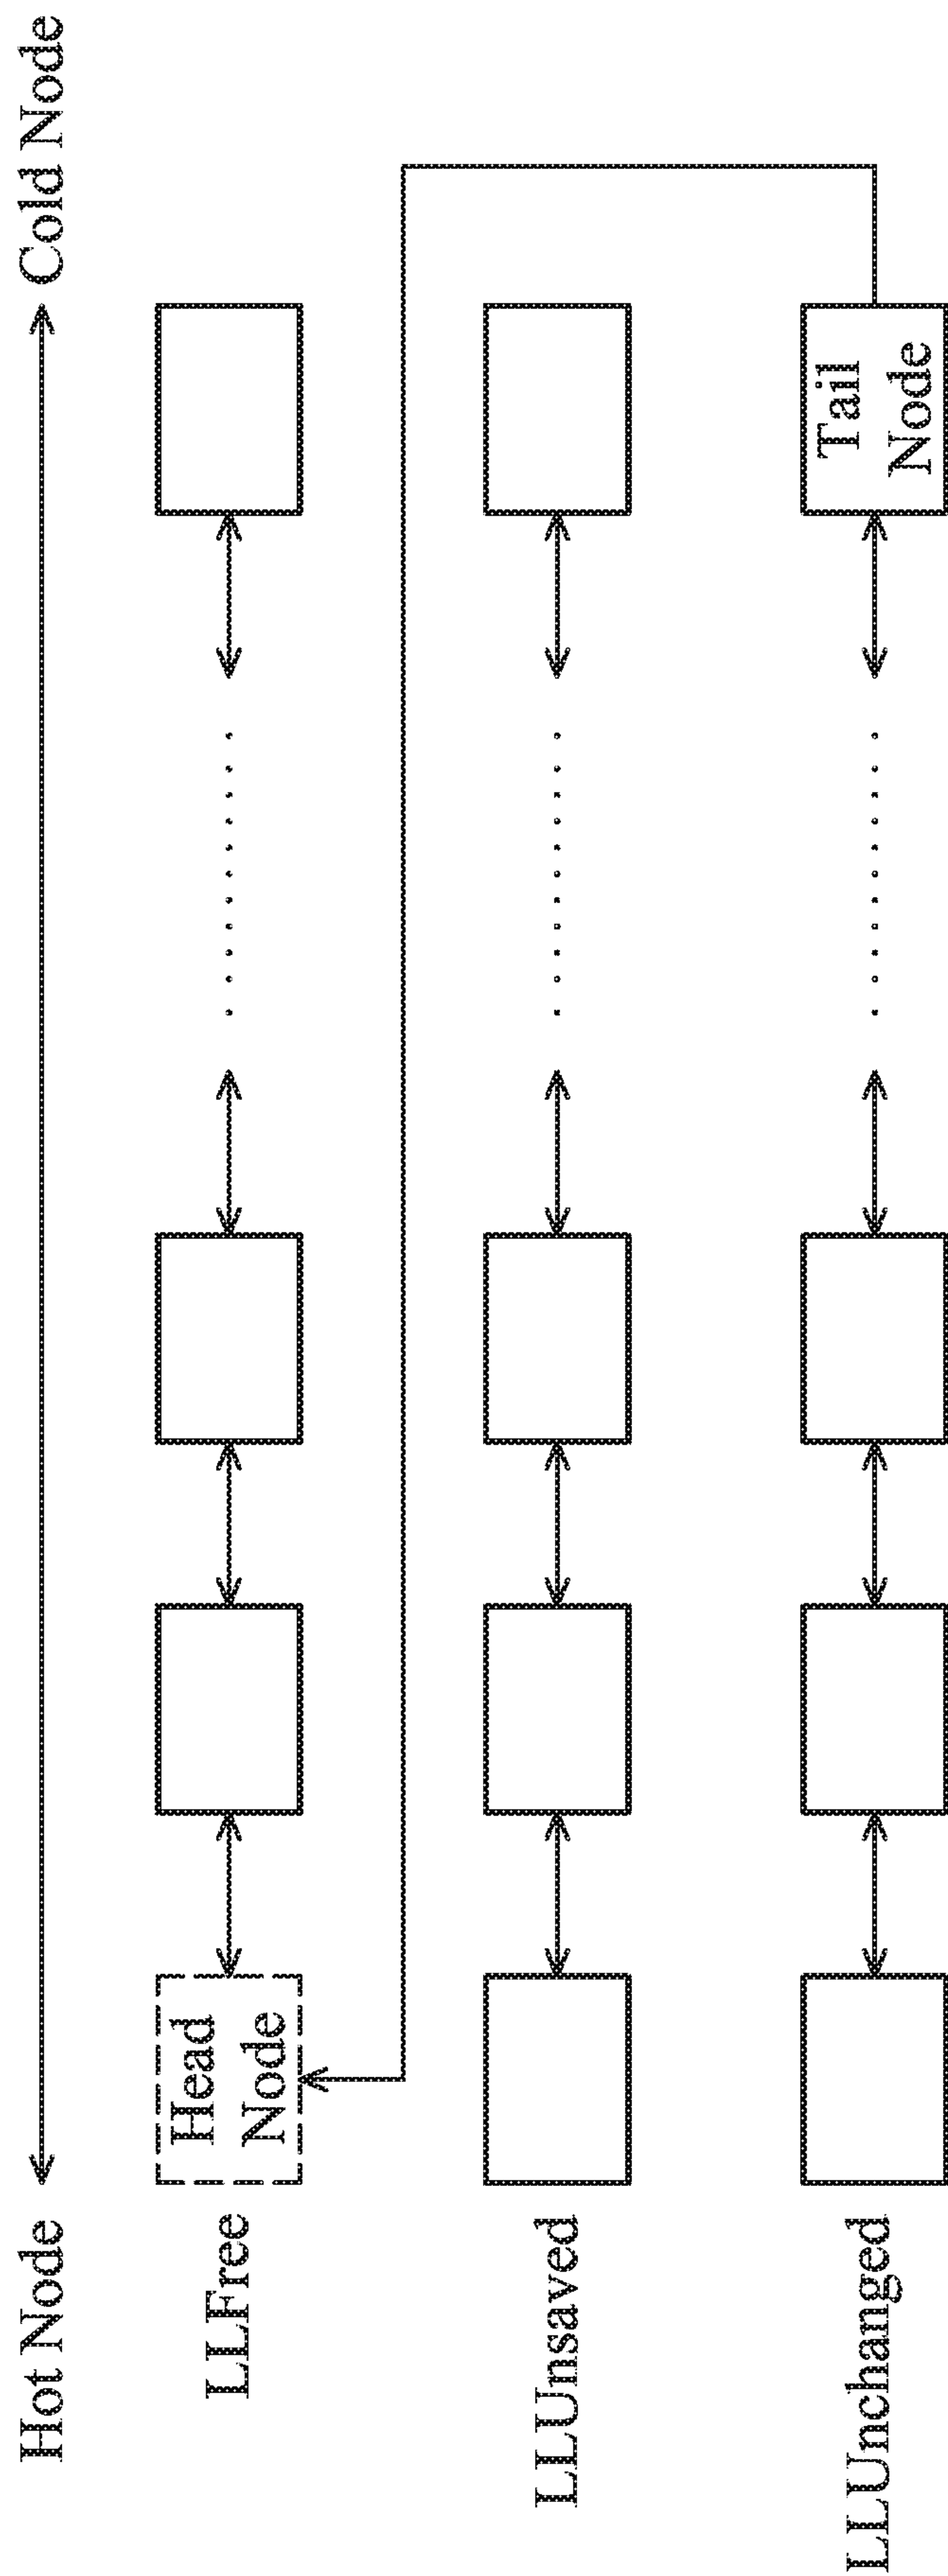 Hot Node
Cold Node
LLFree
Head
Node
LLUnsaved
LLUnchanged
Tail
Node